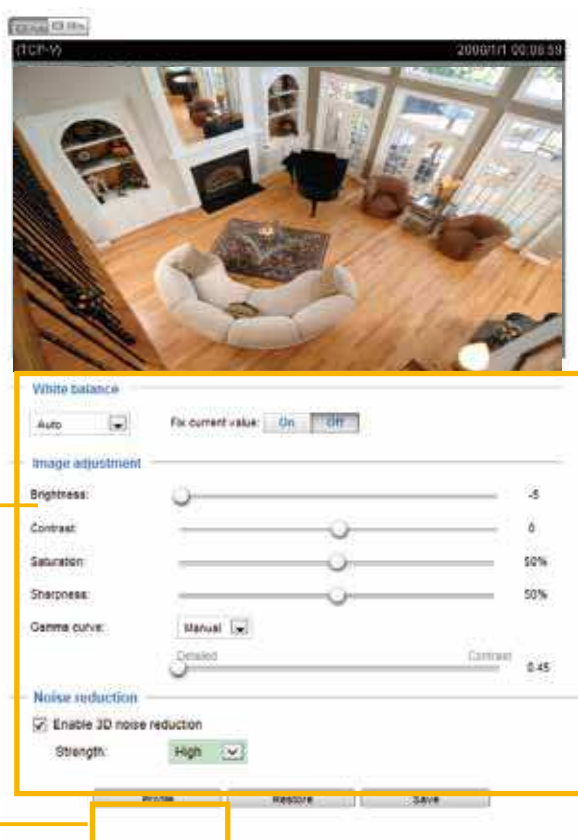 (TCP-V) 2000/1/1 00:08:59
White balance
Auto Fix current value: On Off
Image adjustment
Brightness: -5
Contrast: 0
Saturation: 50%
Sharpness: 50%
Gamma curve: Manual
Detailed Contrast 0.45
Noise reduction
Enable 3D noise reduction
Strength: High
Profile Restore Save